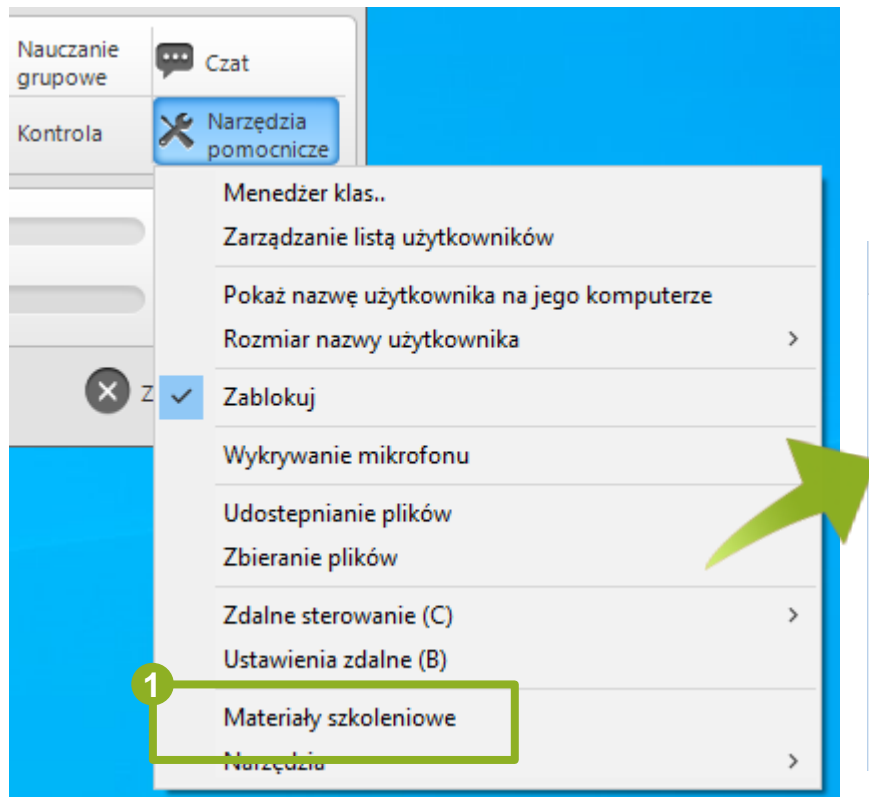 Nauczanie
grupowe
Czat
Kontrola
Narzędzia
pomocnicze
Menedżer klas..
Zarządzanie listą użytkowników
Pokaż nazwę użytkownika na jego komputerze
Rozmiar nazwy użytkownika
Z
Zablokuj
Wykrywanie mikrofonu
Udostepnianie plików
Zbieranie plików
Zdalne sterowanie (C)
Ustawienia zdalne (B)
1
Materiały szkoleniowe
Narzędzia